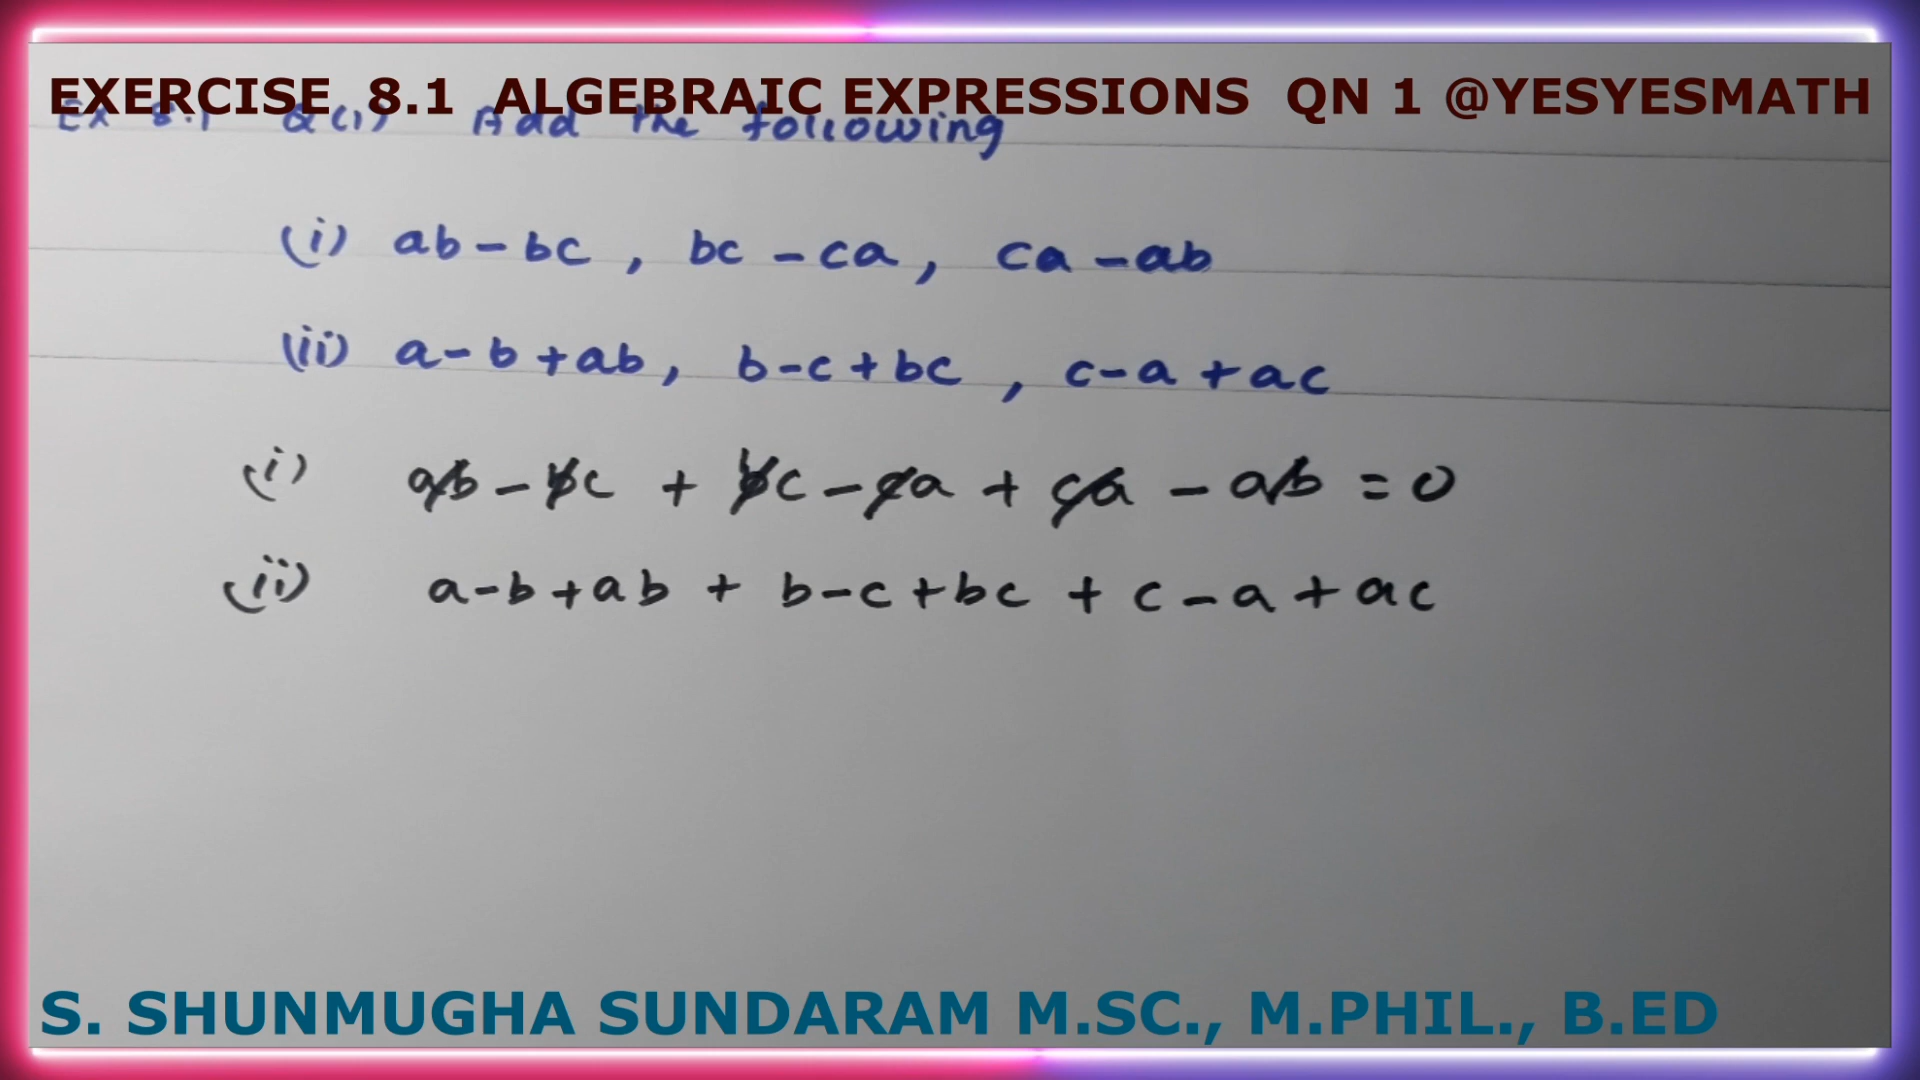 EXERCISE 8.1 ALGEBRAIC EXPRESSIONS QN 1 @YESYESMATH
Ex 8.1 Q(1) Add the following
(i) ab - bc , bc - ca , ca - ab
(ii) a - b + ab , b - c + bc , c - a + ac
(i) ab - bc + bc - ca + ca - ab = 0
(ii) a - b + ab + b - c + bc + c - a + ac
S. SHUNMUGHA SUNDARAM M.SC., M.PHIL., B.ED